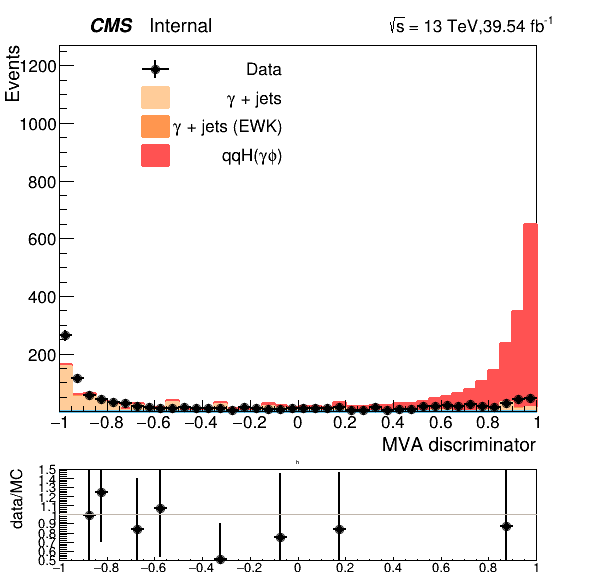 CMS Internal √s = 13 TeV,39.54 fb⁻¹
Events
1200
1000
800
600
400
200
Data
γ + jets
γ + jets (EWK)
qqH(γϕ)
−1 −0.8 −0.6 −0.4 −0.2 0 0.2 0.4 0.6 0.8 1
MVA discriminator
h
data/MC
1.5
1.4
1.3
1.2
1.1
1
0.9
0.8
0.7
0.6
0.5
−1 −0.8 −0.6 −0.4 −0.2 0 0.2 0.4 0.6 0.8 1